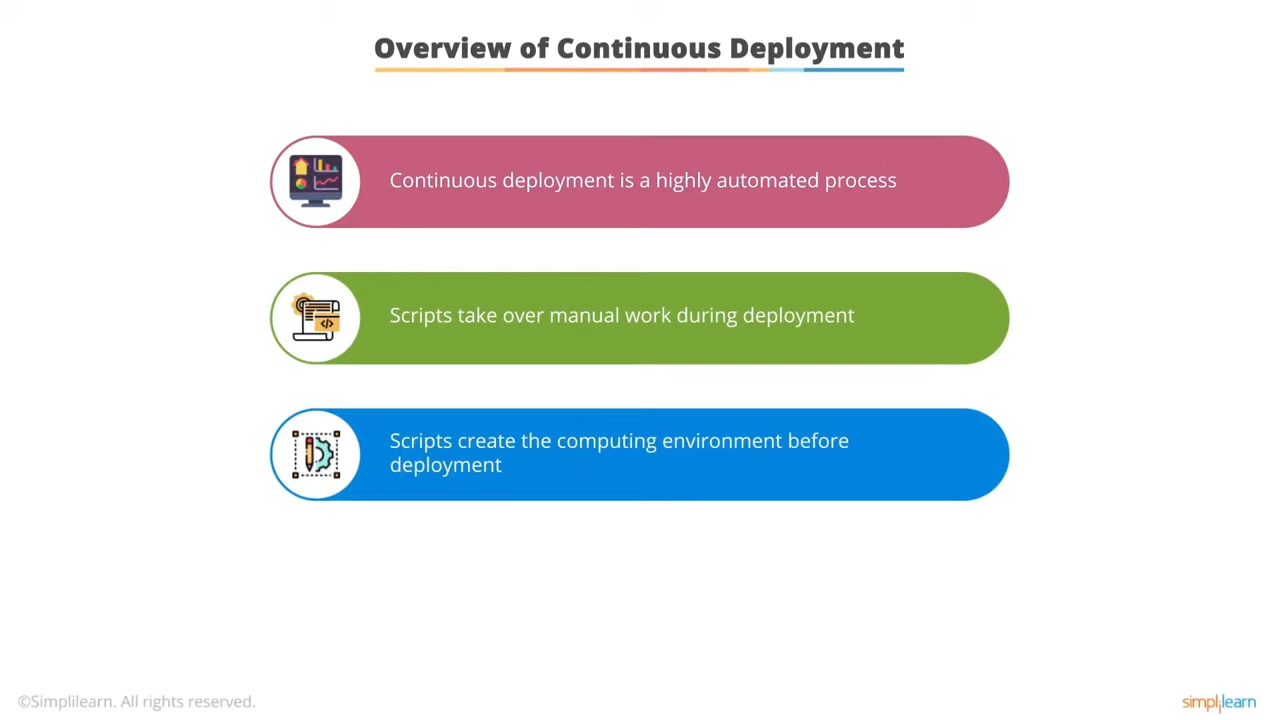 Overview of Continuous Deployment
Continuous deployment is a highly automated process
Scripts take over manual work during deployment
Scripts create the computing environment before
deployment
©Simplilearn. All rights reserved.
simplilearn